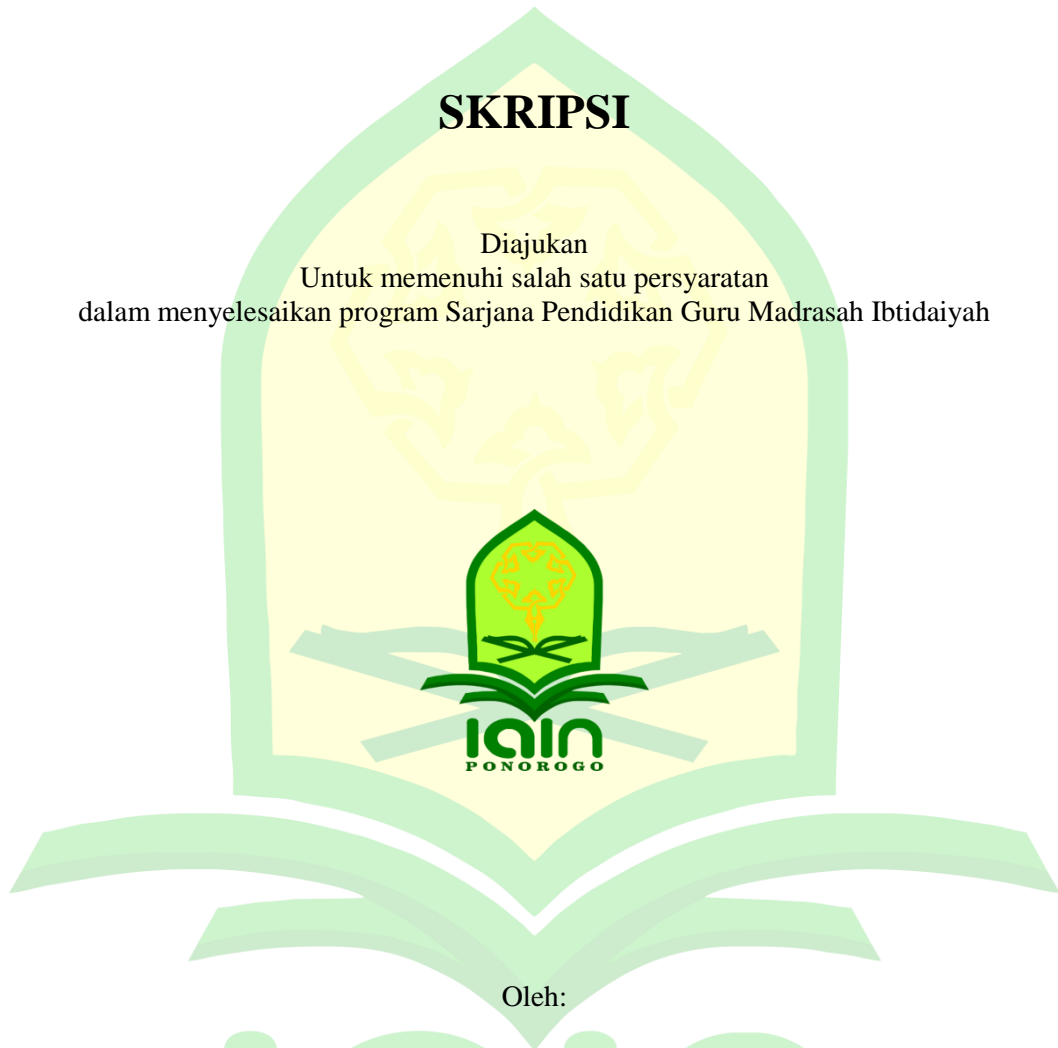 SKRIPSI
Diajukan
Untuk memenuhi salah satu persyaratan
dalam menyelesaikan program Sarjana Pendidikan Guru Madrasah Ibtidaiyah
iain
PONOROGO
Oleh: